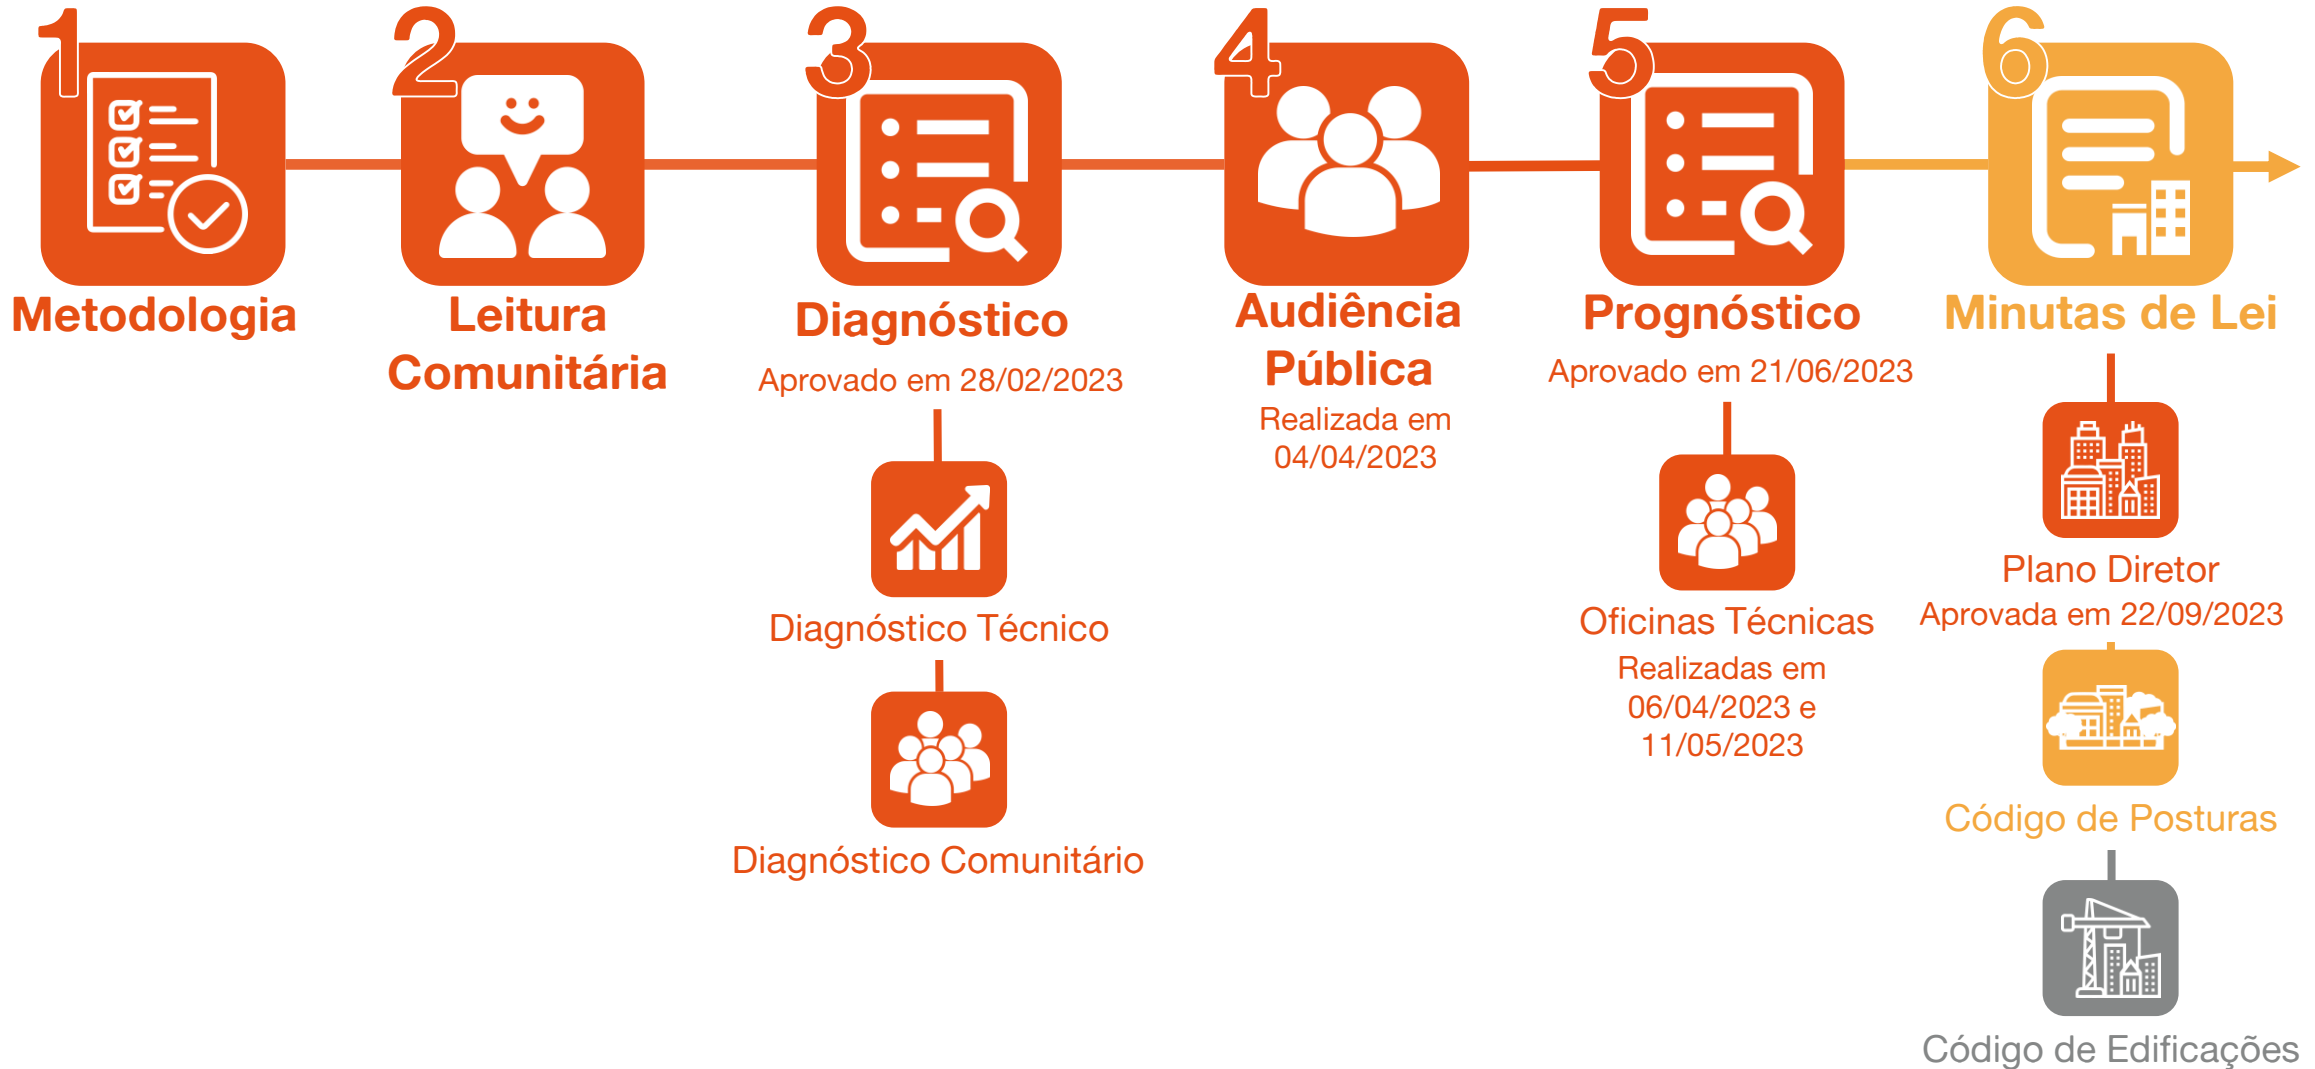 1
Metodologia
2
Leitura
Comunitária
3
Diagnóstico
Aprovado em 28/02/2023
Diagnóstico Técnico
Diagnóstico Comunitário
4
Audiência
Pública
Realizada em
04/04/2023
5
Prognóstico
Aprovado em 21/06/2023
Oficinas Técnicas
Realizadas em
06/04/2023 e
11/05/2023
6
Minutas de Lei
Plano Diretor
Aprovada em 22/09/2023
Código de Posturas
Código de Edificações